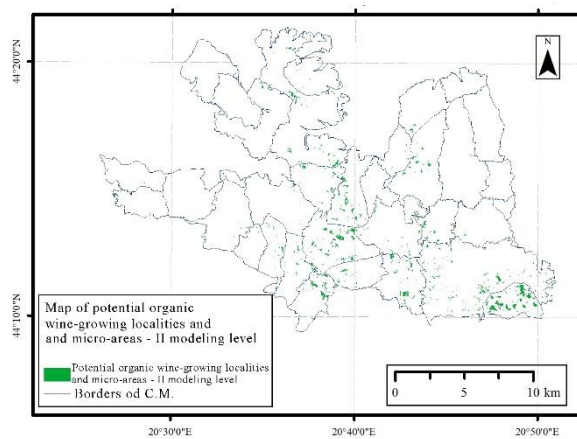 N
44°20'0"N
44°10'0"N
Map of potential organic
wine-growing localities and
and micro-areas - II modeling level
Potential organic wine-growing localities
and micro-areas - II modeling level
Borders od C.M.
0 5 10 km
20°30'0"E 20°40'0"E 20°50'0"E